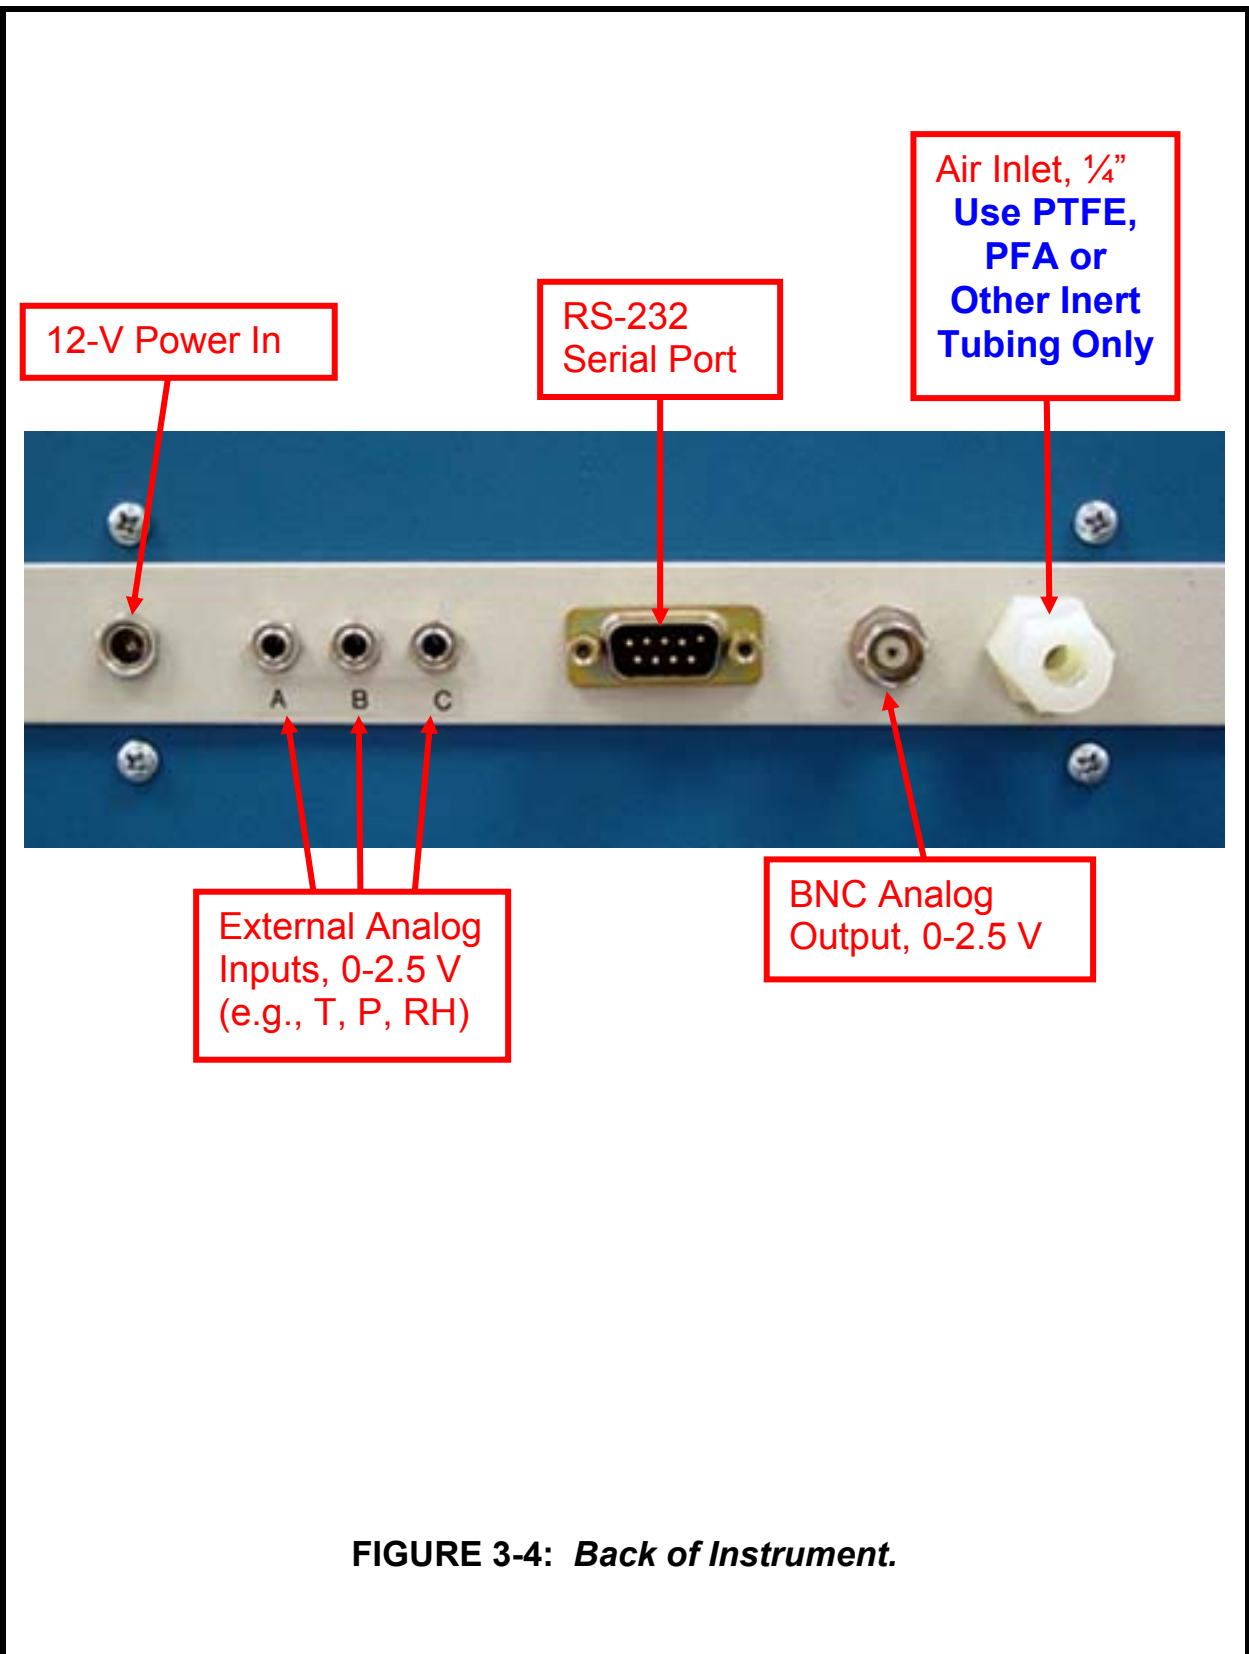 Air Inlet, ¼”
Use PTFE,
PFA or
Other Inert
Tubing Only
RS-232
Serial Port
12-V Power In
A B C
External Analog
Inputs, 0-2.5 V
(e.g., T, P, RH)
BNC Analog
Output, 0-2.5 V
FIGURE 3-4: Back of Instrument.